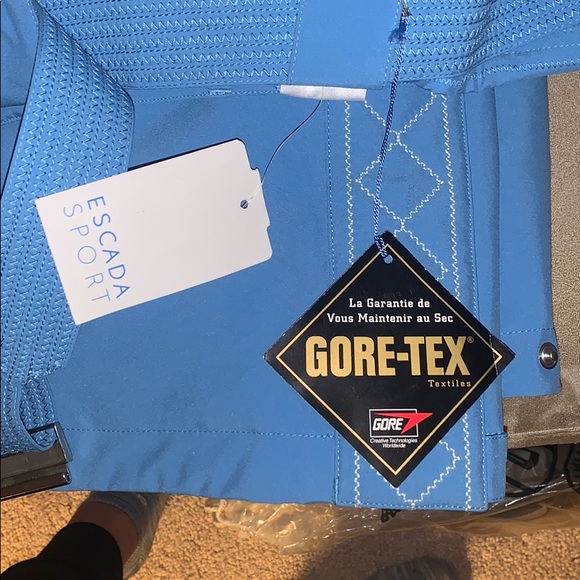 ESCADA
SPORT
La Garantie de
Vous Maintenir au Sec
GORE-TEX®
Textiles
GORE
Creative Technologies
Worldwide